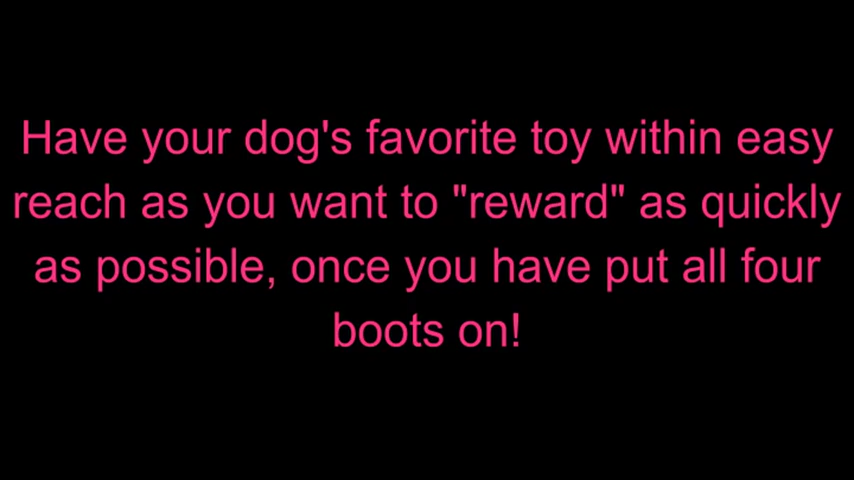 Have your dog's favorite toy within easy
reach as you want to "reward" as quickly
as possible, once you have put all four
boots on!